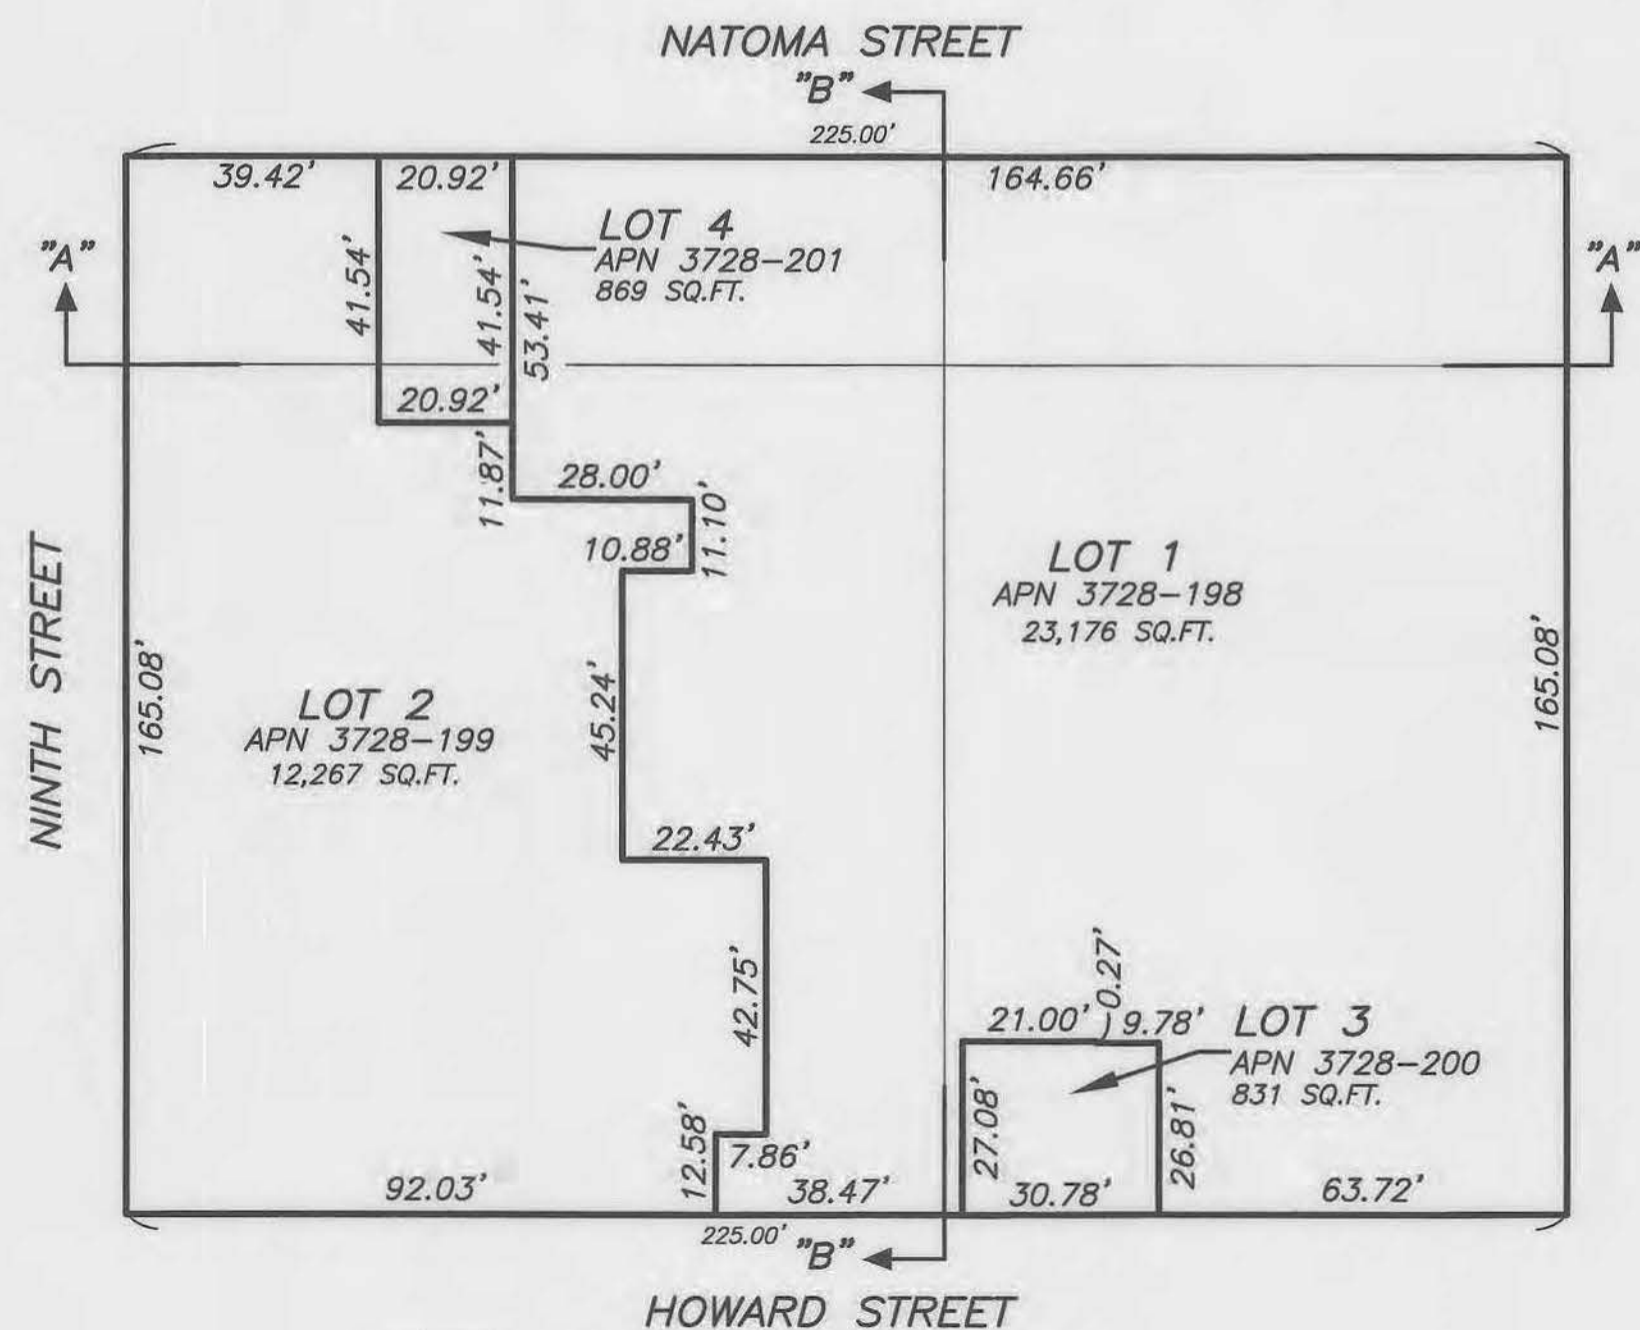 NATOMA STREET
"B"
225.00'
39.42'
20.92'
164.66'
LOT 4
APN 3728-201
869 SQ.FT.
"A"
"A"
41.54'
41.54'
53.41'
20.92'
11.87'
28.00'
11.10'
10.88'
LOT 1
APN 3728-198
23,176 SQ.FT.
NINTH STREET
165.08'
LOT 2
APN 3728-199
12,267 SQ.FT.
45.24'
165.08'
22.43'
42.75'
0.27'
21.00'
9.78'
LOT 3
APN 3728-200
831 SQ.FT.
27.08'
26.81'
12.58'
7.86'
92.03'
38.47'
30.78'
63.72'
225.00'
"B"
HOWARD STREET